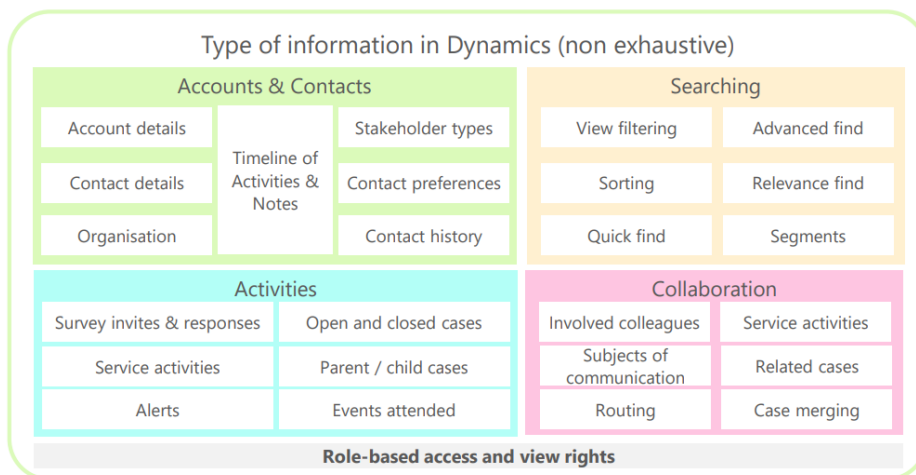 Type of information in Dynamics (non exhaustive)
Accounts & Contacts
Account details
Contact details
Organisation
Timeline of
Activities &
Notes
Stakeholder types
Contact preferences
Contact history
Searching
View filtering
Advanced find
Sorting
Relevance find
Quick find
Segments
Activities
Survey invites & responses
Open and closed cases
Service activities
Parent / child cases
Alerts
Events attended
Collaboration
Involved colleagues
Service activities
Subjects of
communication
Related cases
Routing
Case merging
Role-based access and view rights